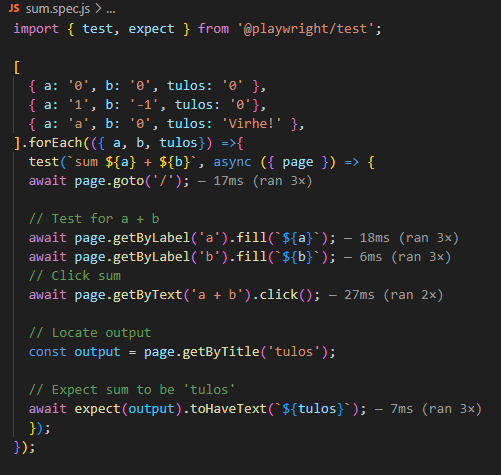 JS sum.spec.js > ...
import { test, expect } from '@playwright/test';

[
  { a: '0', b: '0', tulos: '0' },
  { a: '1', b: '-1', tulos: '0'},
  { a: 'a', b: '0', tulos: 'Virhe!' },
].forEach(({ a, b, tulos}) =>{
  test(`sum ${a} + ${b}`, async ({ page }) => {
  await page.goto('/'); — 17ms (ran 3×)

  // Test for a + b
  await page.getByLabel('a').fill(`${a}`); — 18ms (ran 3×)
  await page.getByLabel('b').fill(`${b}`); — 6ms (ran 3×)
  // Click sum
  await page.getByText('a + b').click(); — 27ms (ran 2×)

  // Locate output
  const output = page.getByTitle('tulos');

  // Expect sum to be 'tulos'
  await expect(output).toHaveText(`${tulos}`); — 7ms (ran 3×)
  });
});